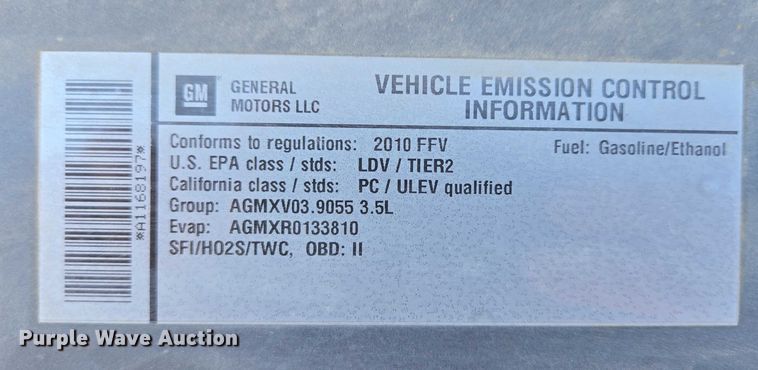 GM
GENERAL
MOTORS LLC
VEHICLE EMISSION CONTROL
INFORMATION
Conforms to regulations: 2010 FFV
Fuel: Gasoline/Ethanol
U.S. EPA class / stds: LDV / TIER2
California class / stds: PC / ULEV qualified
Group: AGMXV03.9055 3.5L
Evap: AGMXR0133810
SFI/HO2S/TWC, OBD: II
*A1168197*
Purple Wave Auction